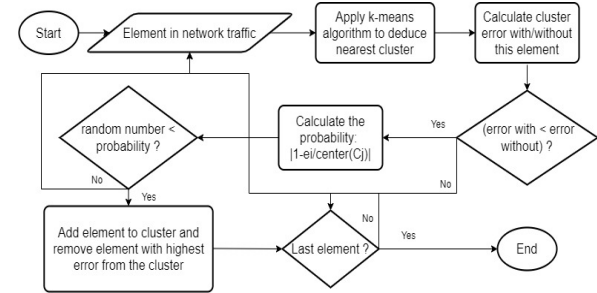 Start
Element in network traffic
Apply k-means
algorithm to deduce
nearest cluster
Calculate cluster
error with/without
this element
(error with < error
without) ?
Yes
No
Calculate the
probability:
|1-ei/center(Cj)|
random number <
probability ?
No
Yes
Add element to cluster and
remove element with highest
error from the cluster
Last element ?
No
Yes
End